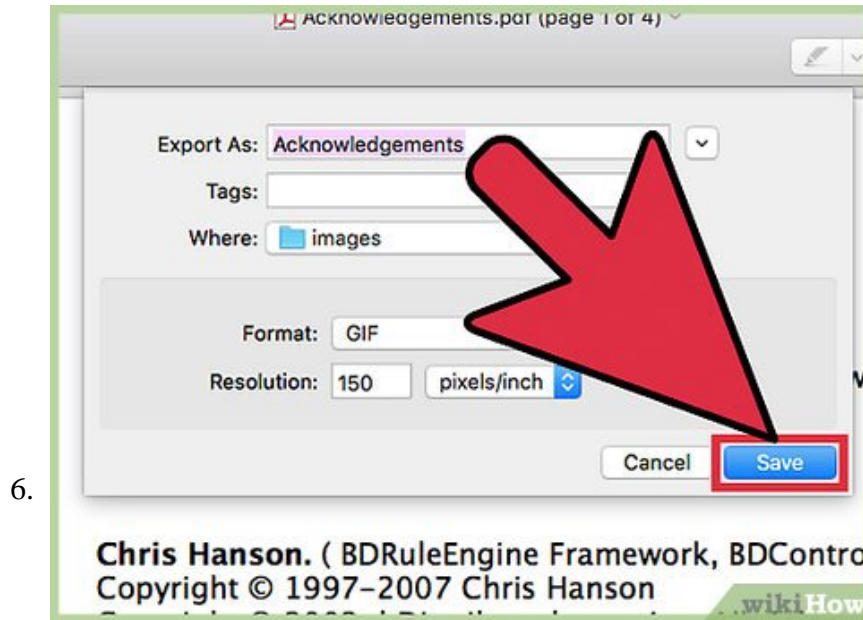 Acknowledgements.pdf (page 1 of 4)
Export As: Acknowledgements
Tags:
Where: images
Format: GIF
Resolution: 150 pixels/inch
Cancel Save
6.
Chris Hanson. ( BDRuleEngine Framework, BDContro
Copyright © 1997–2007 Chris Hanson
wikiHow